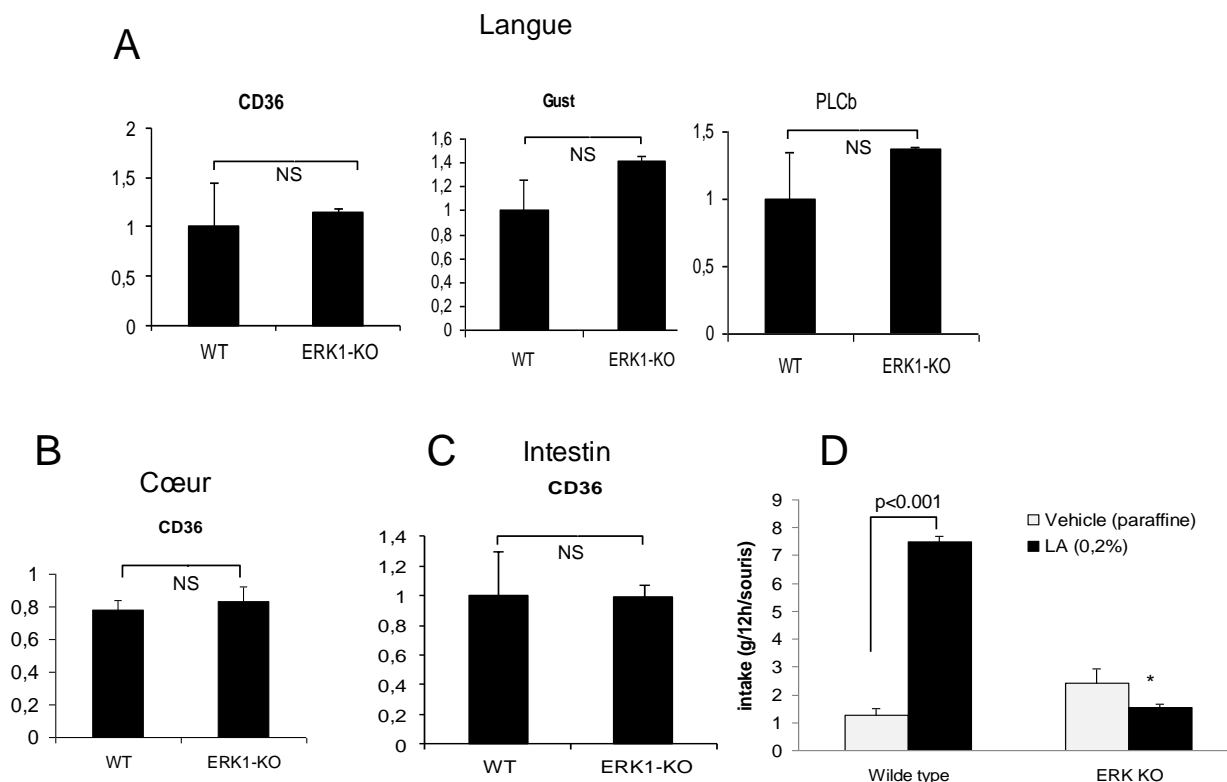 A
Langue
CD36
2
1,5
1
0,5
0
NS
WT
ERK1-KO
Gust
1,6
1,4
1,2
1
0,8
0,6
0,4
0,2
0
NS
WT
ERK1-KO
PLCb
1,5
1
0,5
0
NS
WT
ERK1-KO
B
Cœur
CD36
1
0,8
0,6
0,4
0,2
0
NS
WT
ERK1-KO
C
Intestin
CD36
1,4
1,2
1
0,8
0,6
0,4
0,2
0
NS
WT
ERK1-KO
D
intake (g/12h/souris)
9
8
7
6
5
4
3
2
1
0
p<0.001
Vehicle (paraffine)
LA (0,2%)
*
Wilde type
ERK KO